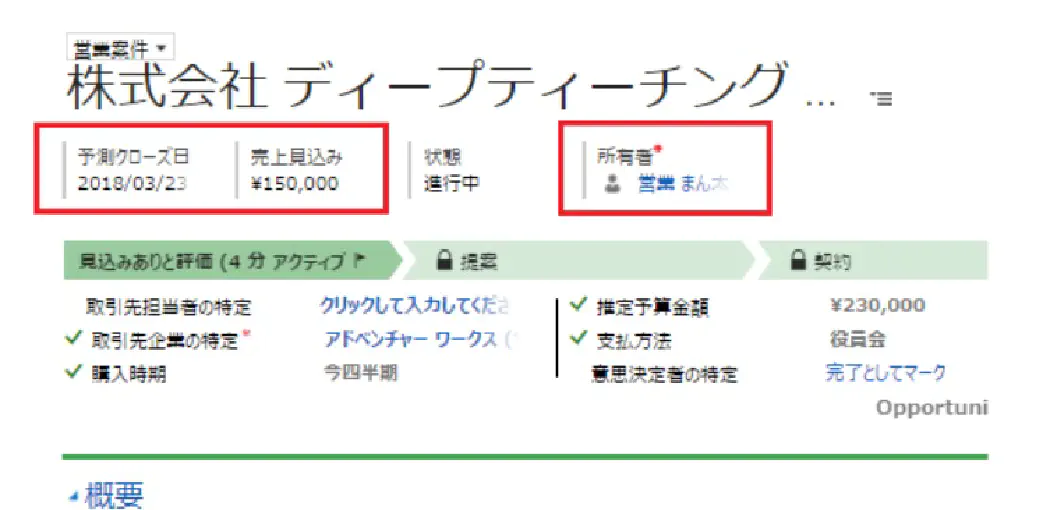 営業案件
株式会社 ディープティーチング ...
予測クローズ日 売上見込み 状態 所有者*
2018/03/23 ¥150,000 進行中 営業 まん太
見込みありと評価 (4 分 アクティブ 提案 契約
取引先担当者の特定 クリックして入力してくださ 推定予算金額 ¥230,000
取引先企業の特定* アドベンチャー ワークス ( 支払方法 役員会
購入時期 今四半期 意思決定者の特定 完了としてマーク
Opportuni
概要